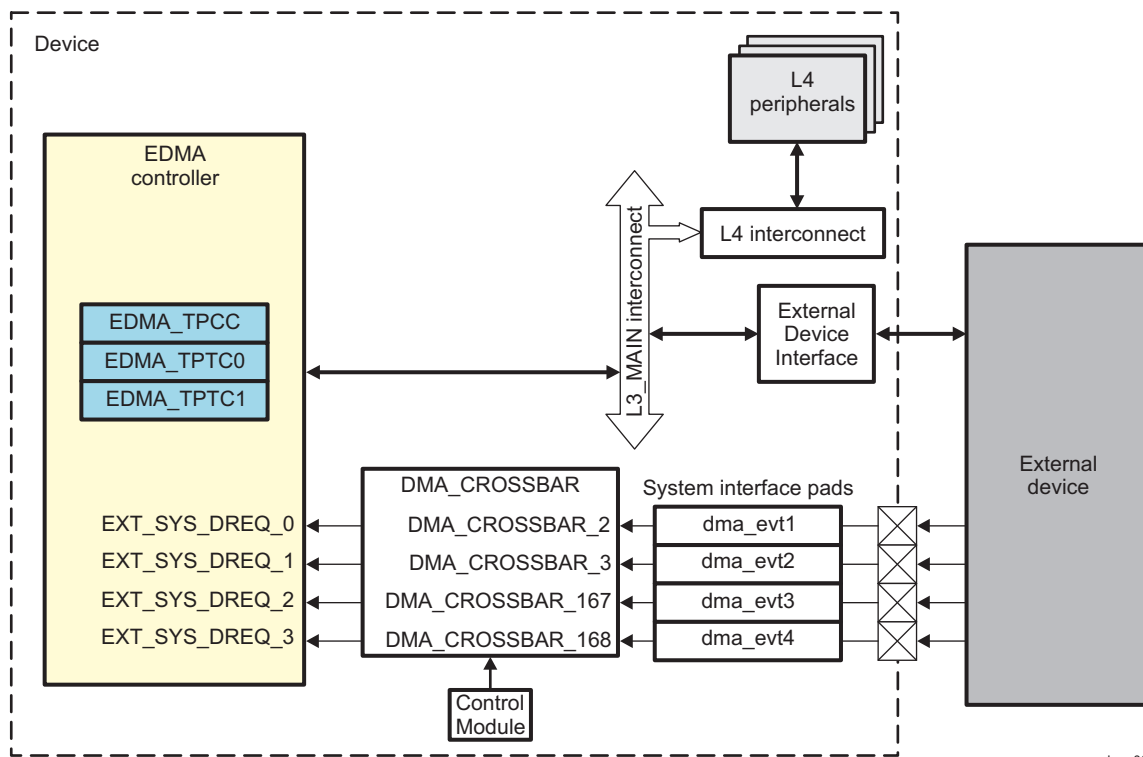 Device
L4
peripherals
EDMA
controller
L3_MAIN interconnect
L4 interconnect
External
Device
Interface
EDMA_TPCC
EDMA_TPTC0
EDMA_TPTC1
External
device
DMA_CROSSBAR
System interface pads
EXT_SYS_DREQ_0
DMA_CROSSBAR_2
dma_evt1
EXT_SYS_DREQ_1
DMA_CROSSBAR_3
dma_evt2
EXT_SYS_DREQ_2
DMA_CROSSBAR_167
dma_evt3
EXT_SYS_DREQ_3
DMA_CROSSBAR_168
dma_evt4
Control
Module